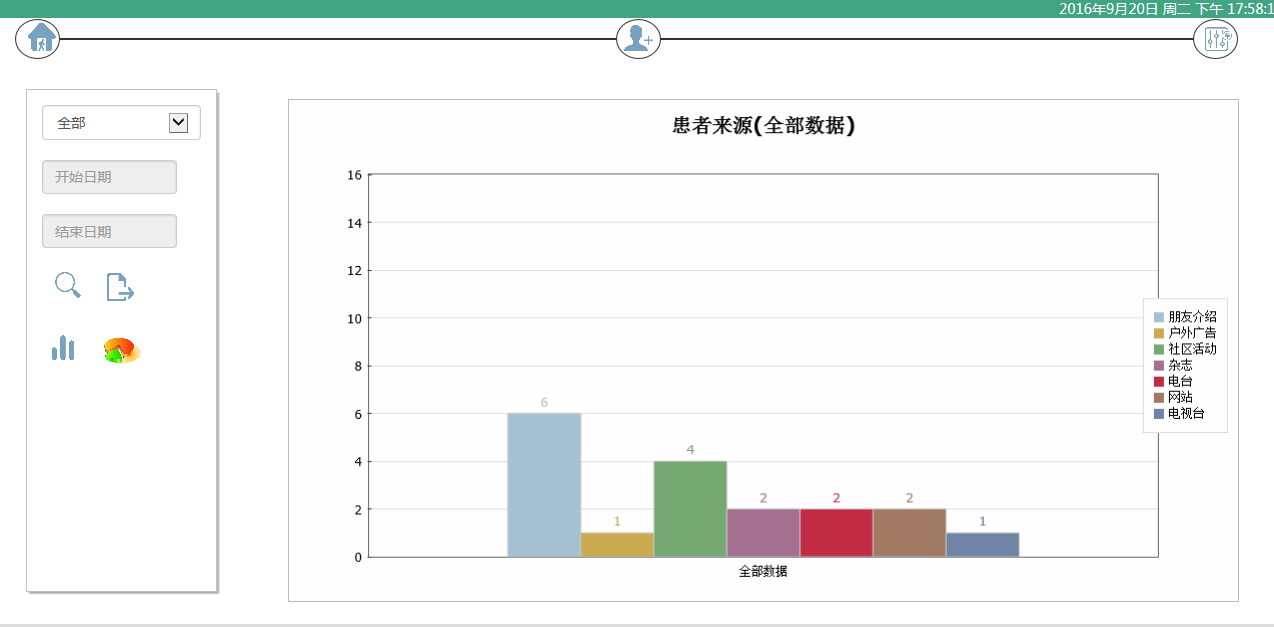 2016年9月20日 周二 下午 17:58:1
全部
开始日期
结束日期
患者来源(全部数据)
16
14
12
10
8
6
4
2
0
6
1
4
2
2
2
1
全部数据
朋友介绍
户外广告
社区活动
杂志
电台
网站
电视台